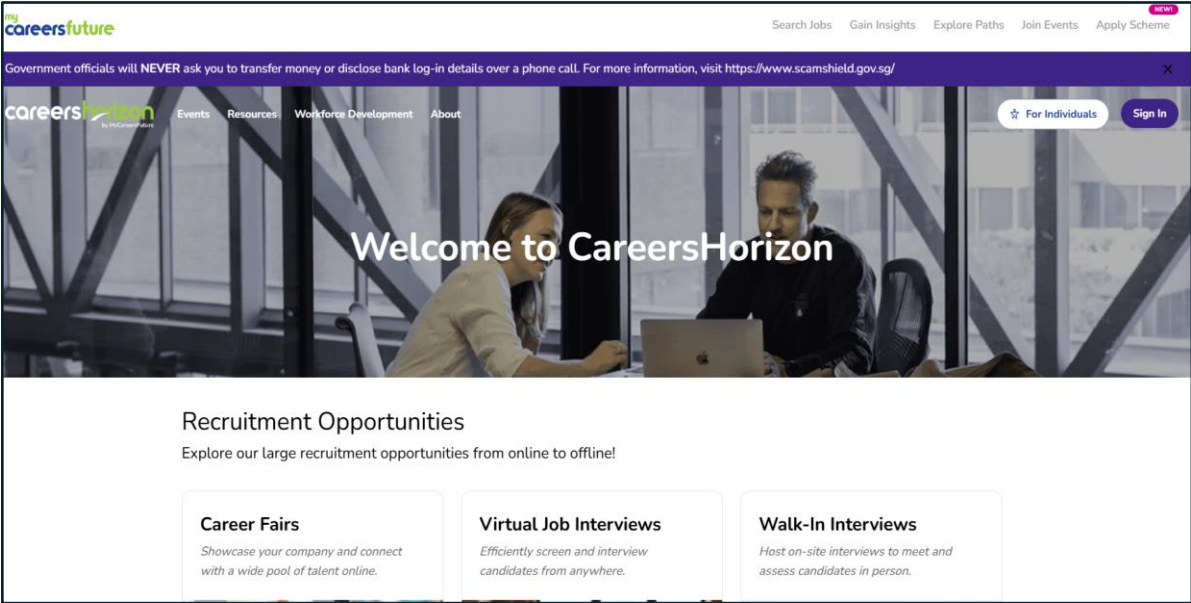 my
careersfuture
NEW!
Search Jobs Gain Insights Explore Paths Join Events Apply Scheme
Government officials will NEVER ask you to transfer money or disclose bank log-in details over a phone call. For more information, visit https://www.scamshield.gov.sg/
careershorizon
by MyCareersFuture
Events Resources Workforce Development About
For Individuals
Sign In
Welcome to CareersHorizon
Recruitment Opportunities
Explore our large recruitment opportunities from online to offline!
Career Fairs
Showcase your company and connect
with a wide pool of talent online.
Virtual Job Interviews
Efficiently screen and interview
candidates from anywhere.
Walk-In Interviews
Host on-site interviews to meet and
assess candidates in person.